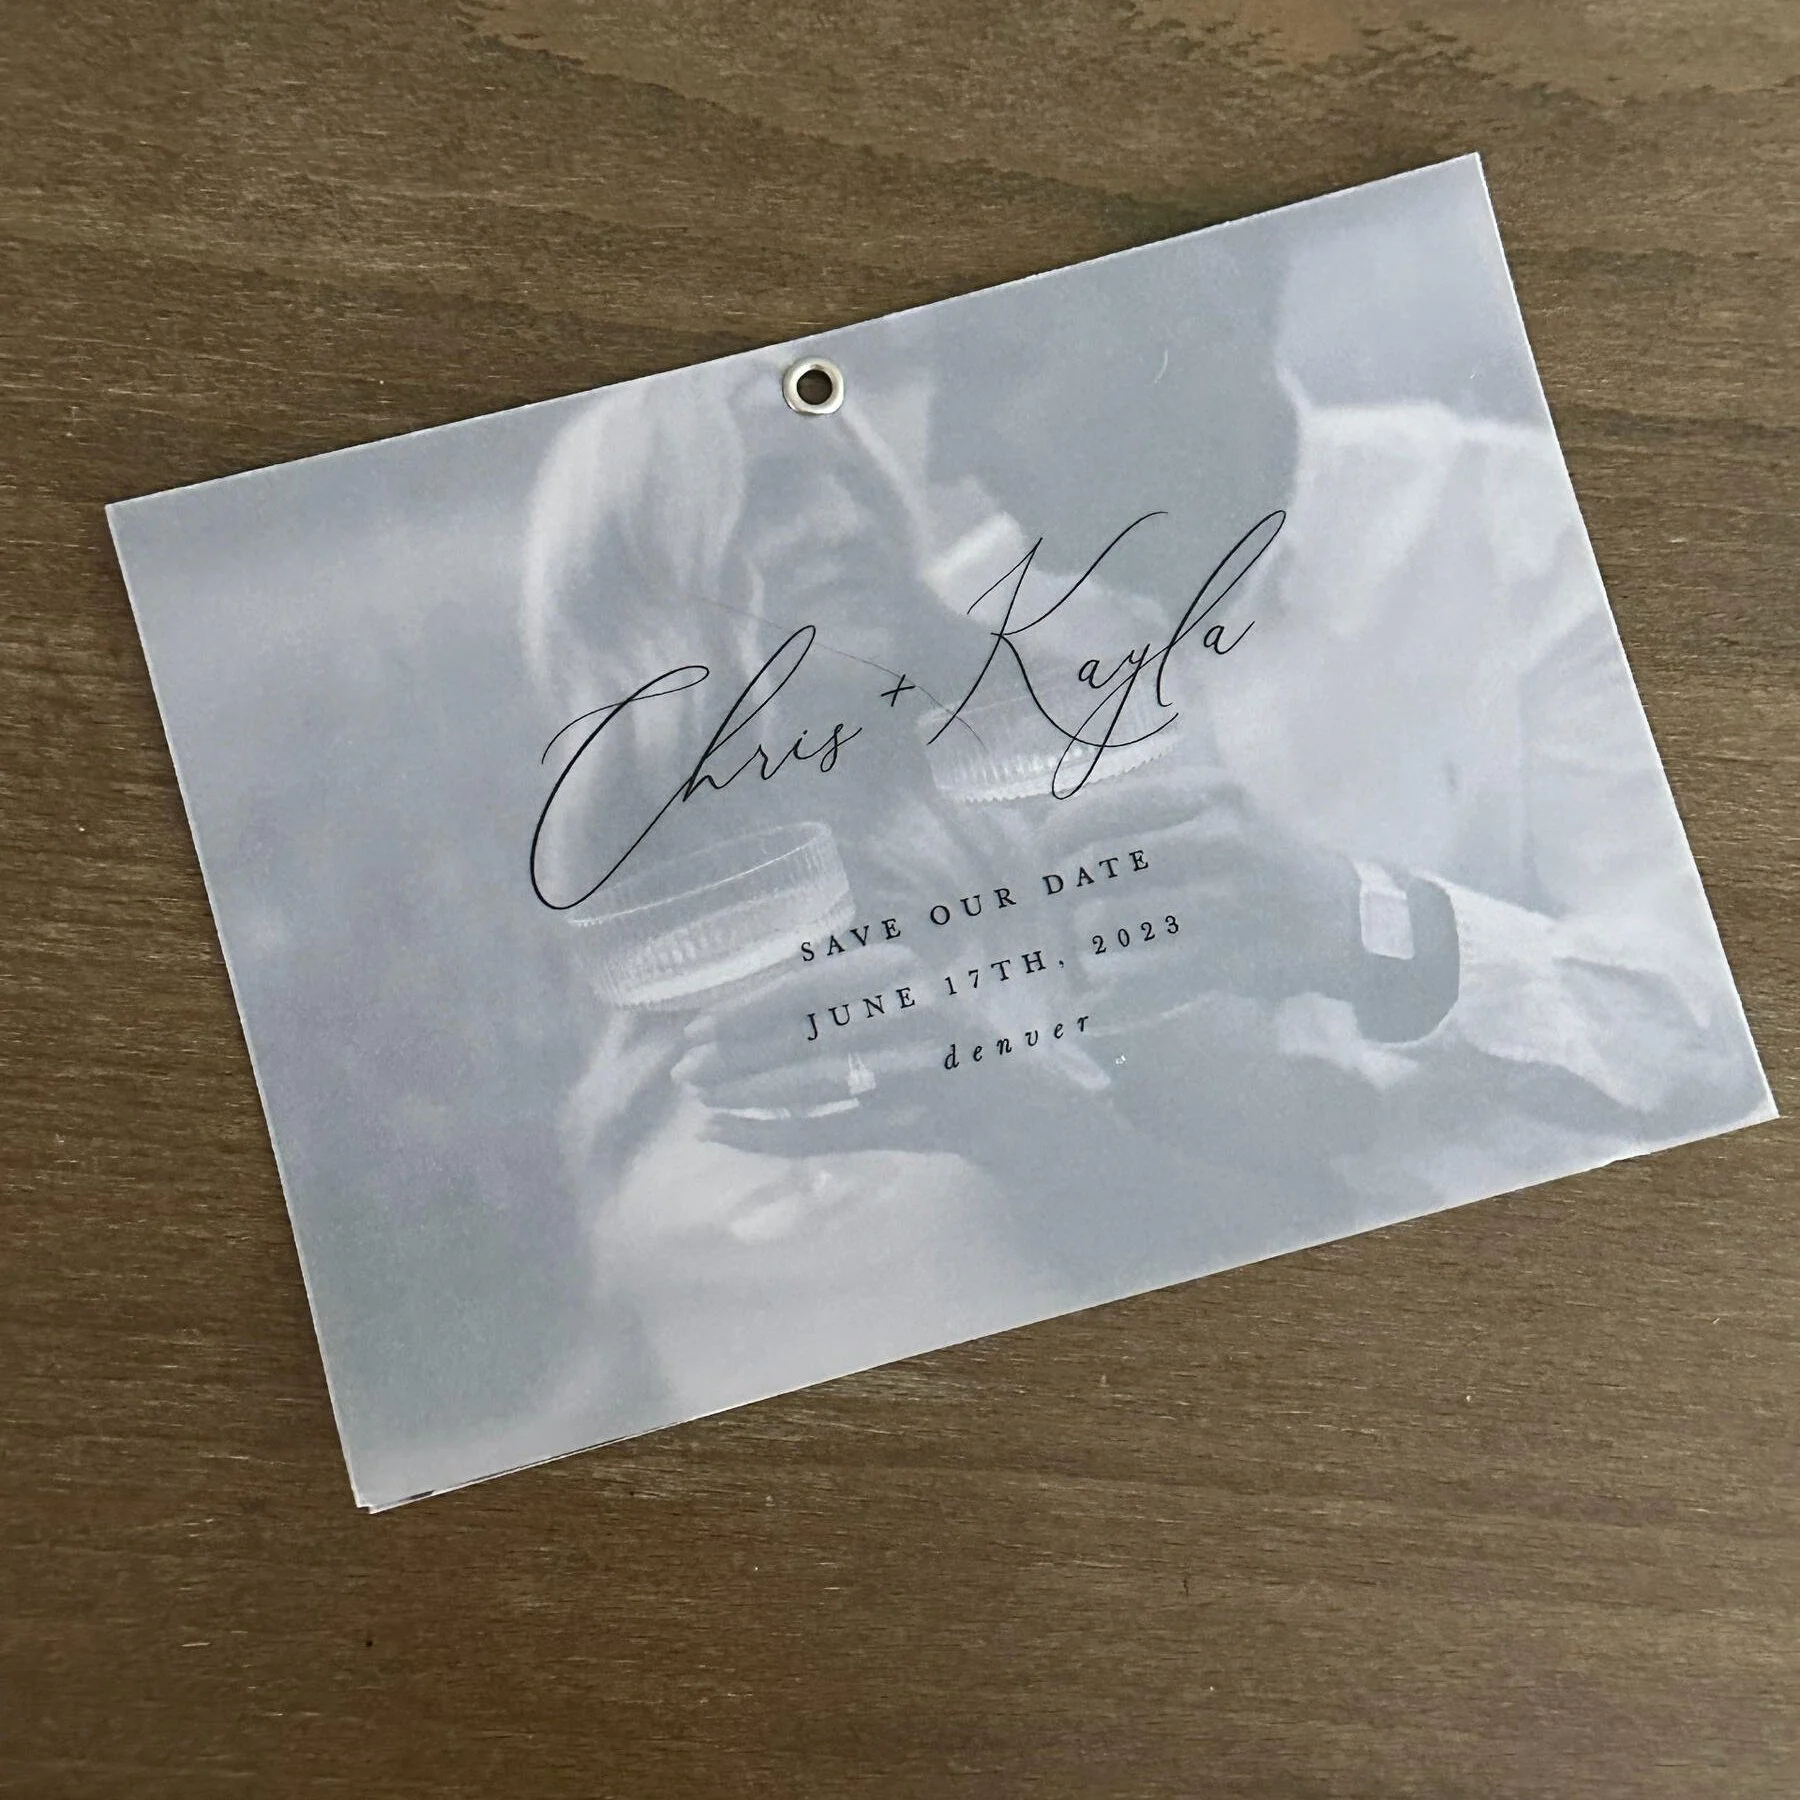 Chris + Kayla
SAVE OUR DATE
JUNE 17TH, 2023
denver